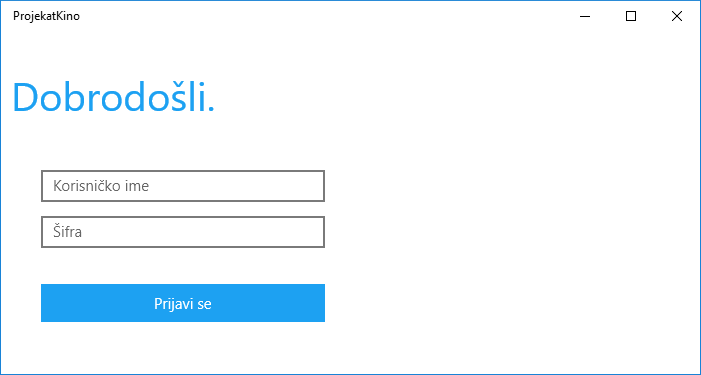 ProjekatKino
Dobrodošli.
Korisničko ime
Šifra
Prijavi se